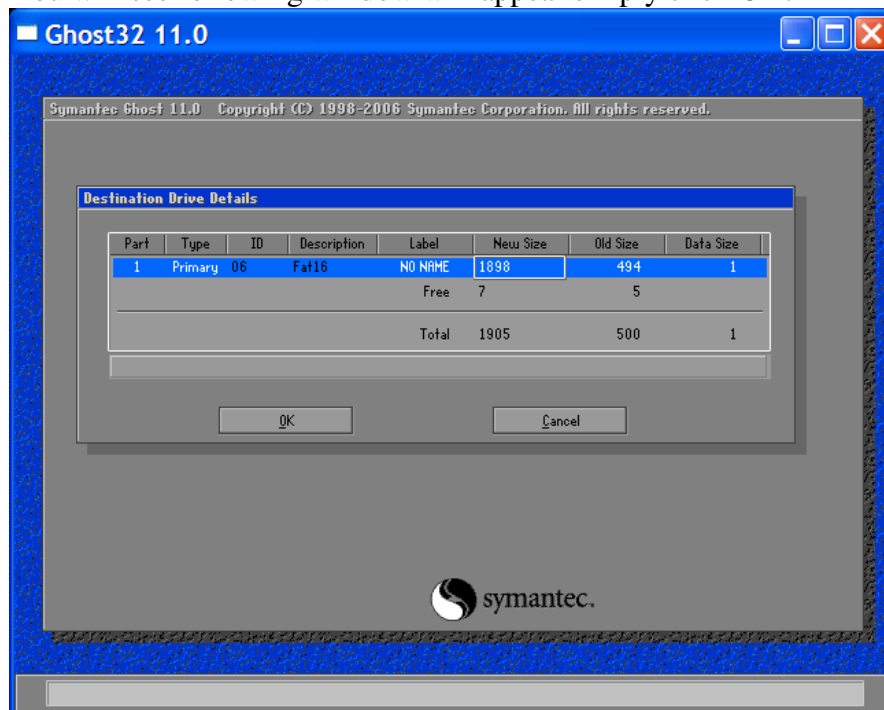 Ghost32 11.0
Symantec Ghost 11.0 Copyright (C) 1998-2006 Symantec Corporation. All rights reserved.
Destination Drive Details
Part Type ID Description Label New Size Old Size Data Size
1 Primary 06 Fat16 NO NAME 1898 494 1
Free 7 5
Total 1905 500 1
OK Cancel
symantec.